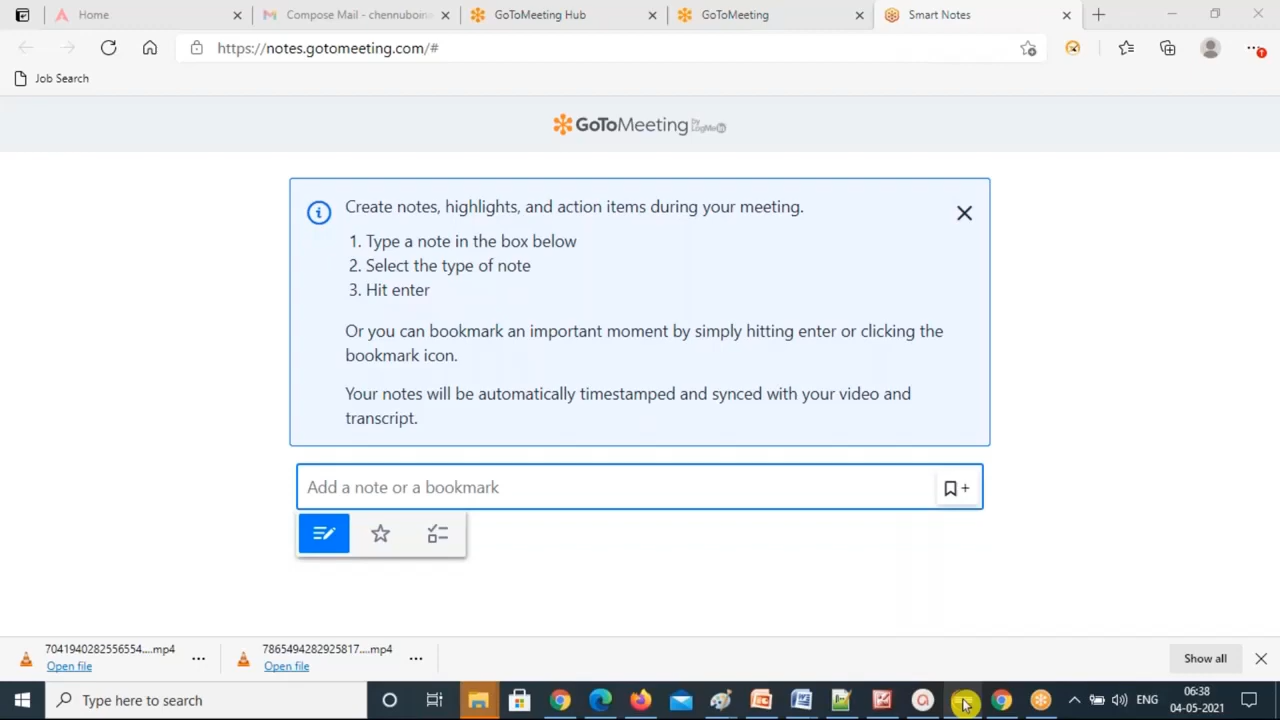 Home
Compose Mail - chennuboin
GoToMeeting Hub
GoToMeeting
Smart Notes
https://notes.gotomeeting.com/#
Job Search
GoToMeeting by LogMeIn
Create notes, highlights, and action items during your meeting.
1. Type a note in the box below
2. Select the type of note
3. Hit enter
Or you can bookmark an important moment by simply hitting enter or clicking the
bookmark icon.
Your notes will be automatically timestamped and synced with your video and
transcript.
Add a note or a bookmark
7041940282556554....mp4
Open file
7865494282925817....mp4
Open file
Show all
Type here to search
ENG
06:38
04-05-2021